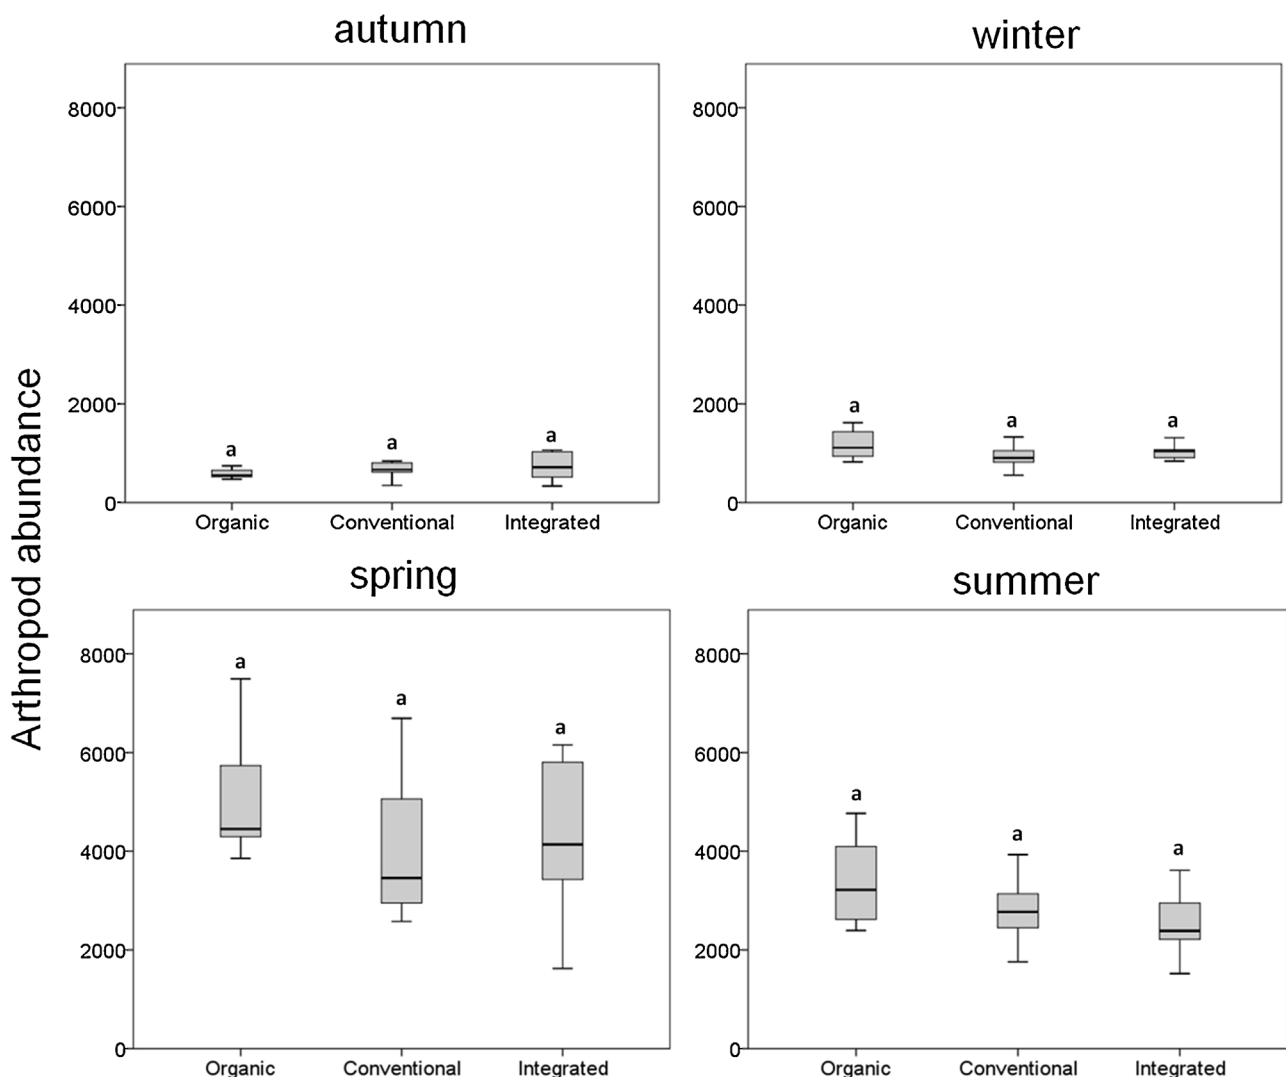 autumn
8000
6000
4000
2000
0
a
a
a
Organic
Conventional
Integrated
winter
8000
6000
4000
2000
0
a
a
a
Organic
Conventional
Integrated
Arthropod abundance
spring
8000
6000
4000
2000
0
a
a
a
Organic
Conventional
Integrated
summer
8000
6000
4000
2000
0
a
a
a
Organic
Conventional
Integrated